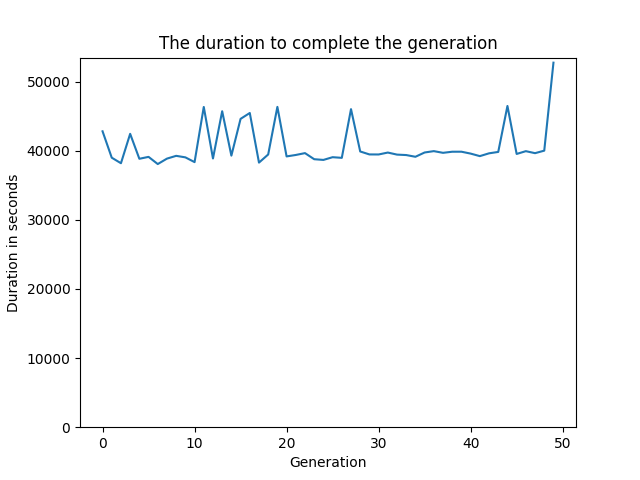 The duration to complete the generation
50000
40000
30000
20000
10000
0
Duration in seconds
0 10 20 30 40 50
Generation